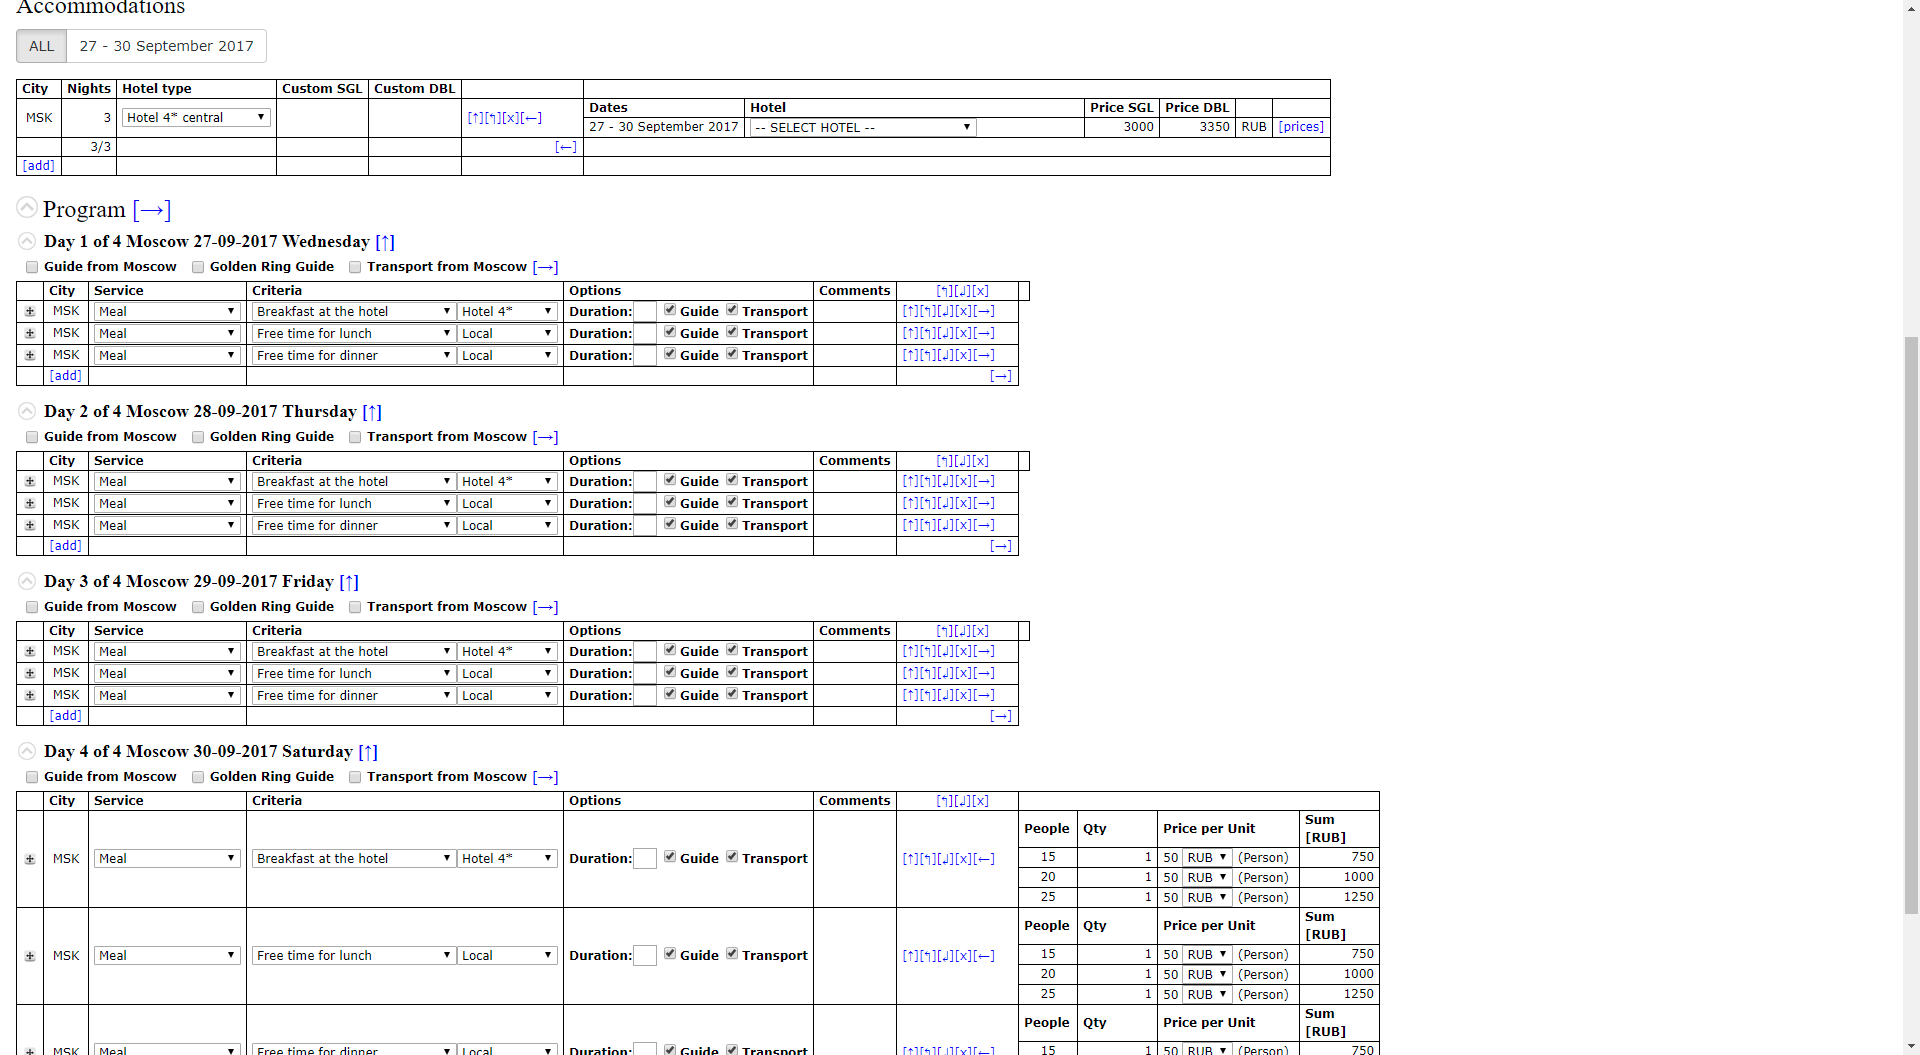 Accommodations
ALL 27 - 30 September 2017
City Nights Hotel type Custom SGL Custom DBL
Dates Hotel Price SGL Price DBL
MSK 3 Hotel 4* central [↑][↰][x][←] 27 - 30 September 2017 -- SELECT HOTEL -- 3000 3350 RUB [prices]
3/3 [←]
[add]
Program [→]
Day 1 of 4 Moscow 27-09-2017 Wednesday [↑]
Guide from Moscow Golden Ring Guide Transport from Moscow [→]
City Service Criteria Options Comments [↰][↲][x]
MSK Meal Breakfast at the hotel Hotel 4* Duration: Guide Transport [↑][↰][↲][x][→]
MSK Meal Free time for lunch Local Duration: Guide Transport [↑][↰][↲][x][→]
MSK Meal Free time for dinner Local Duration: Guide Transport [↑][↰][↲][x][→]
[add] [→]
Day 2 of 4 Moscow 28-09-2017 Thursday [↑]
Guide from Moscow Golden Ring Guide Transport from Moscow [→]
City Service Criteria Options Comments [↰][↲][x]
MSK Meal Breakfast at the hotel Hotel 4* Duration: Guide Transport [↑][↰][↲][x][→]
MSK Meal Free time for lunch Local Duration: Guide Transport [↑][↰][↲][x][→]
MSK Meal Free time for dinner Local Duration: Guide Transport [↑][↰][↲][x][→]
[add] [→]
Day 3 of 4 Moscow 29-09-2017 Friday [↑]
Guide from Moscow Golden Ring Guide Transport from Moscow [→]
City Service Criteria Options Comments [↰][↲][x]
MSK Meal Breakfast at the hotel Hotel 4* Duration: Guide Transport [↑][↰][↲][x][→]
MSK Meal Free time for lunch Local Duration: Guide Transport [↑][↰][↲][x][→]
MSK Meal Free time for dinner Local Duration: Guide Transport [↑][↰][↲][x][→]
[add] [→]
Day 4 of 4 Moscow 30-09-2017 Saturday [↑]
Guide from Moscow Golden Ring Guide Transport from Moscow [→]
City Service Criteria Options Comments [↰][↲][x]
MSK Meal Breakfast at the hotel Hotel 4* Duration: Guide Transport [↑][↰][↲][x][←]
People Qty Price per Unit Sum [RUB]
15 1 50 RUB (Person) 750
20 1 50 RUB (Person) 1000
25 1 50 RUB (Person) 1250
MSK Meal Free time for lunch Local Duration: Guide Transport [↑][↰][↲][x][←]
People Qty Price per Unit Sum [RUB]
15 1 50 RUB (Person) 750
20 1 50 RUB (Person) 1000
25 1 50 RUB (Person) 1250
MSK Meal Free time for dinner Local Duration: Guide Transport [↑][↰][↲][x][←]
People Qty Price per Unit Sum [RUB]
15 1 50 RUB (Person) 750